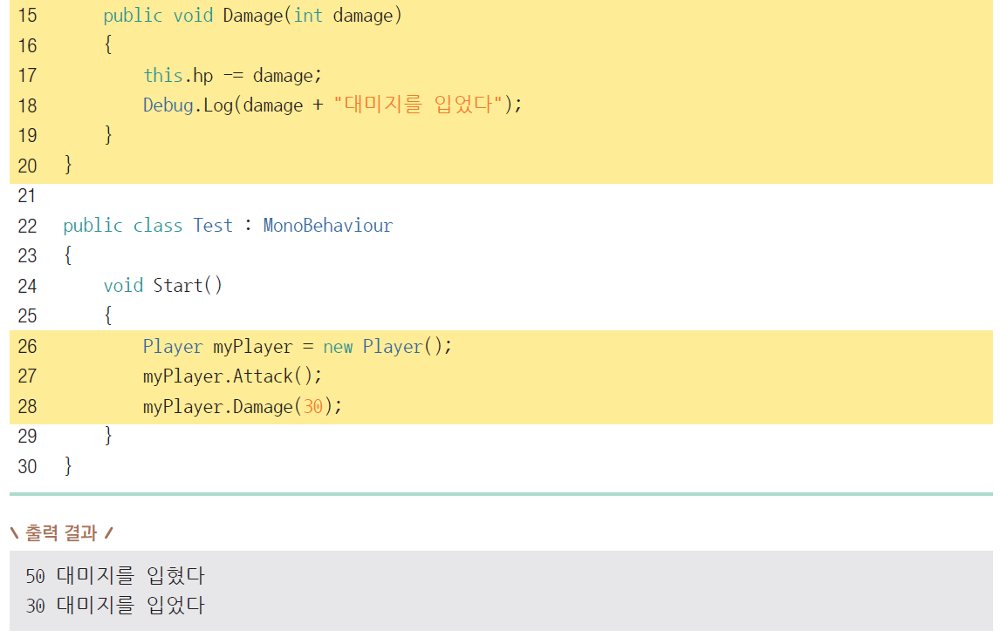 15 public void Damage(int damage)
16 {
17 this.hp -= damage;
18 Debug.Log(damage + "대미지를 입었다");
19 }
20 }
21
22 public class Test : MonoBehaviour
23 {
24 void Start()
25 {
26 Player myPlayer = new Player();
27 myPlayer.Attack();
28 myPlayer.Damage(30);
29 }
30 }
\ 출력 결과 /
50 대미지를 입혔다
30 대미지를 입었다